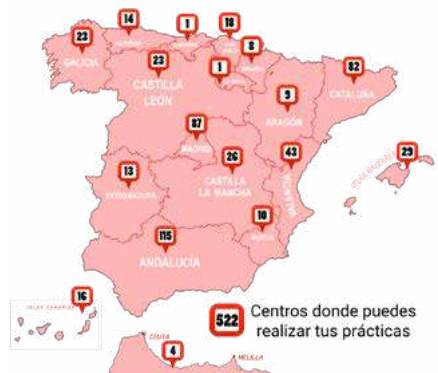 14
1
18
23
GALICIA
8
23
1
82
CASTILLA
LEÓN
CATALUÑA
9
ARAGÓN
87
MADRID
43
29
26
13
CASTILLA
LA MANCHA
EXTREMADURA
VALENCIA
10
MURCIA
115
ANDALUCÍA
16
ISLAS CANARIAS
522
Centros donde puedes
realizar tus prácticas
CEUTA
4
MELILLA